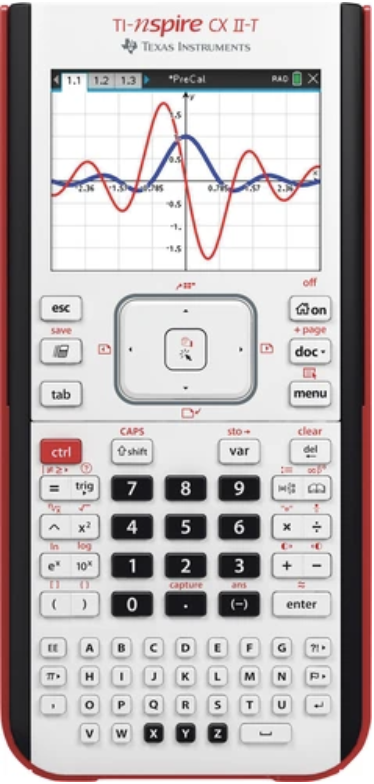 TI-nspire CX II-T
TEXAS INSTRUMENTS
1.1 1.2 1.3 *PreCal RAD
y
1.5
0.5
-2.36 -1.57 -0.785 0.785 1.57 2.36 x
-0.5
-1.
-1.5
off
esc on
save + page
doc
tab menu
CAPS sto→ clear
ctrl ⇧shift var del
= trig 7 8 9
^ x² 4 5 6 × ÷
ln log
eˣ 10ˣ 1 2 3 + −
[ ] { } capture ans ≈
( ) 0 . (−) enter
EE A B C D E F G ?!▸
π▸ H I J K L M N
, O P Q R S T U ↵
V W X Y Z